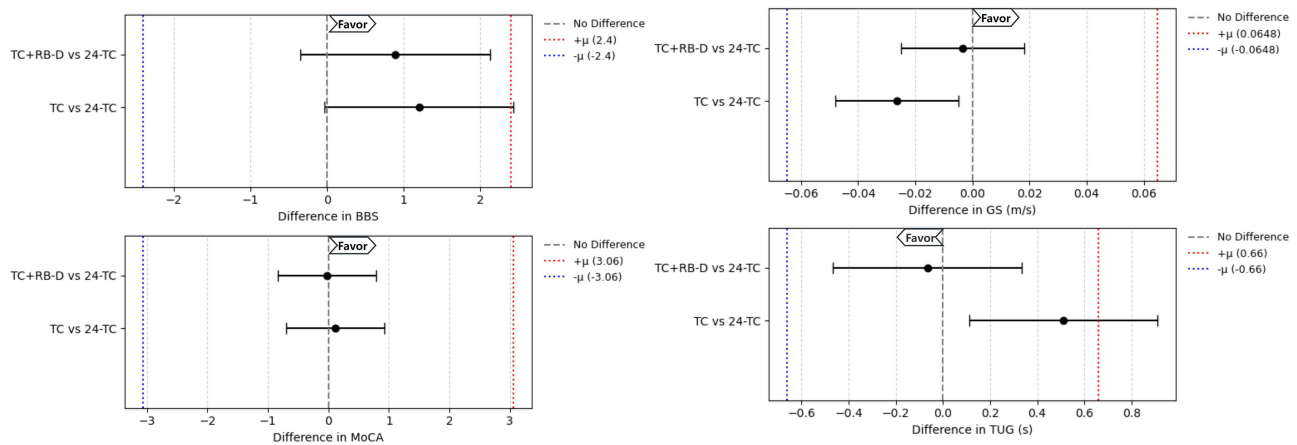 Favor
TC+RB-D vs 24-TC
TC vs 24-TC
-2
-1
0
1
2
Difference in BBS
No Difference
+μ (2.4)
-μ (-2.4)
Favor
TC+RB-D vs 24-TC
TC vs 24-TC
-0.06
-0.04
-0.02
0.00
0.02
0.04
0.06
Difference in GS (m/s)
No Difference
+μ (0.0648)
-μ (-0.0648)
Favor
TC+RB-D vs 24-TC
TC vs 24-TC
-3
-2
-1
0
1
2
3
Difference in MoCA
No Difference
+μ (3.06)
-μ (-3.06)
Favor
TC+RB-D vs 24-TC
TC vs 24-TC
-0.6
-0.4
-0.2
0.0
0.2
0.4
0.6
0.8
Difference in TUG (s)
No Difference
+μ (0.66)
-μ (-0.66)